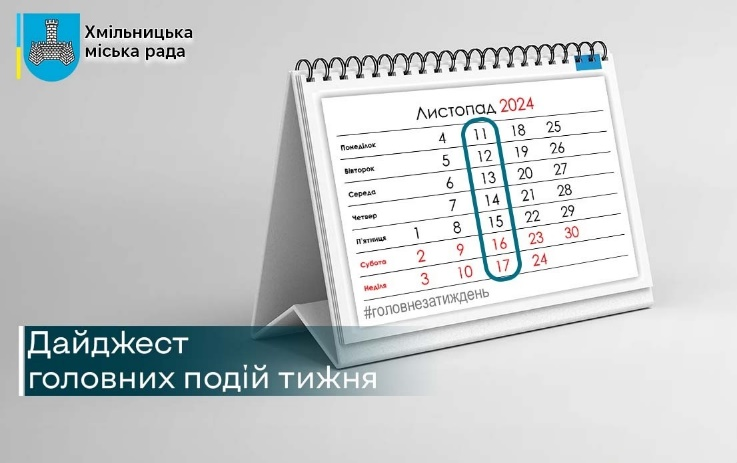 Хмільницька
міська рада
Листопад 2024
Понеділок 4 11 18 25
Вівторок 5 12 19 26
Середа 6 13 20 27
Четвер 7 14 21 28
П'ятниця 1 8 15 22 29
Субота 2 9 16 23 30
Неділя 3 10 17 24
#головнезатиждень
Дайджест
головних подій тижня